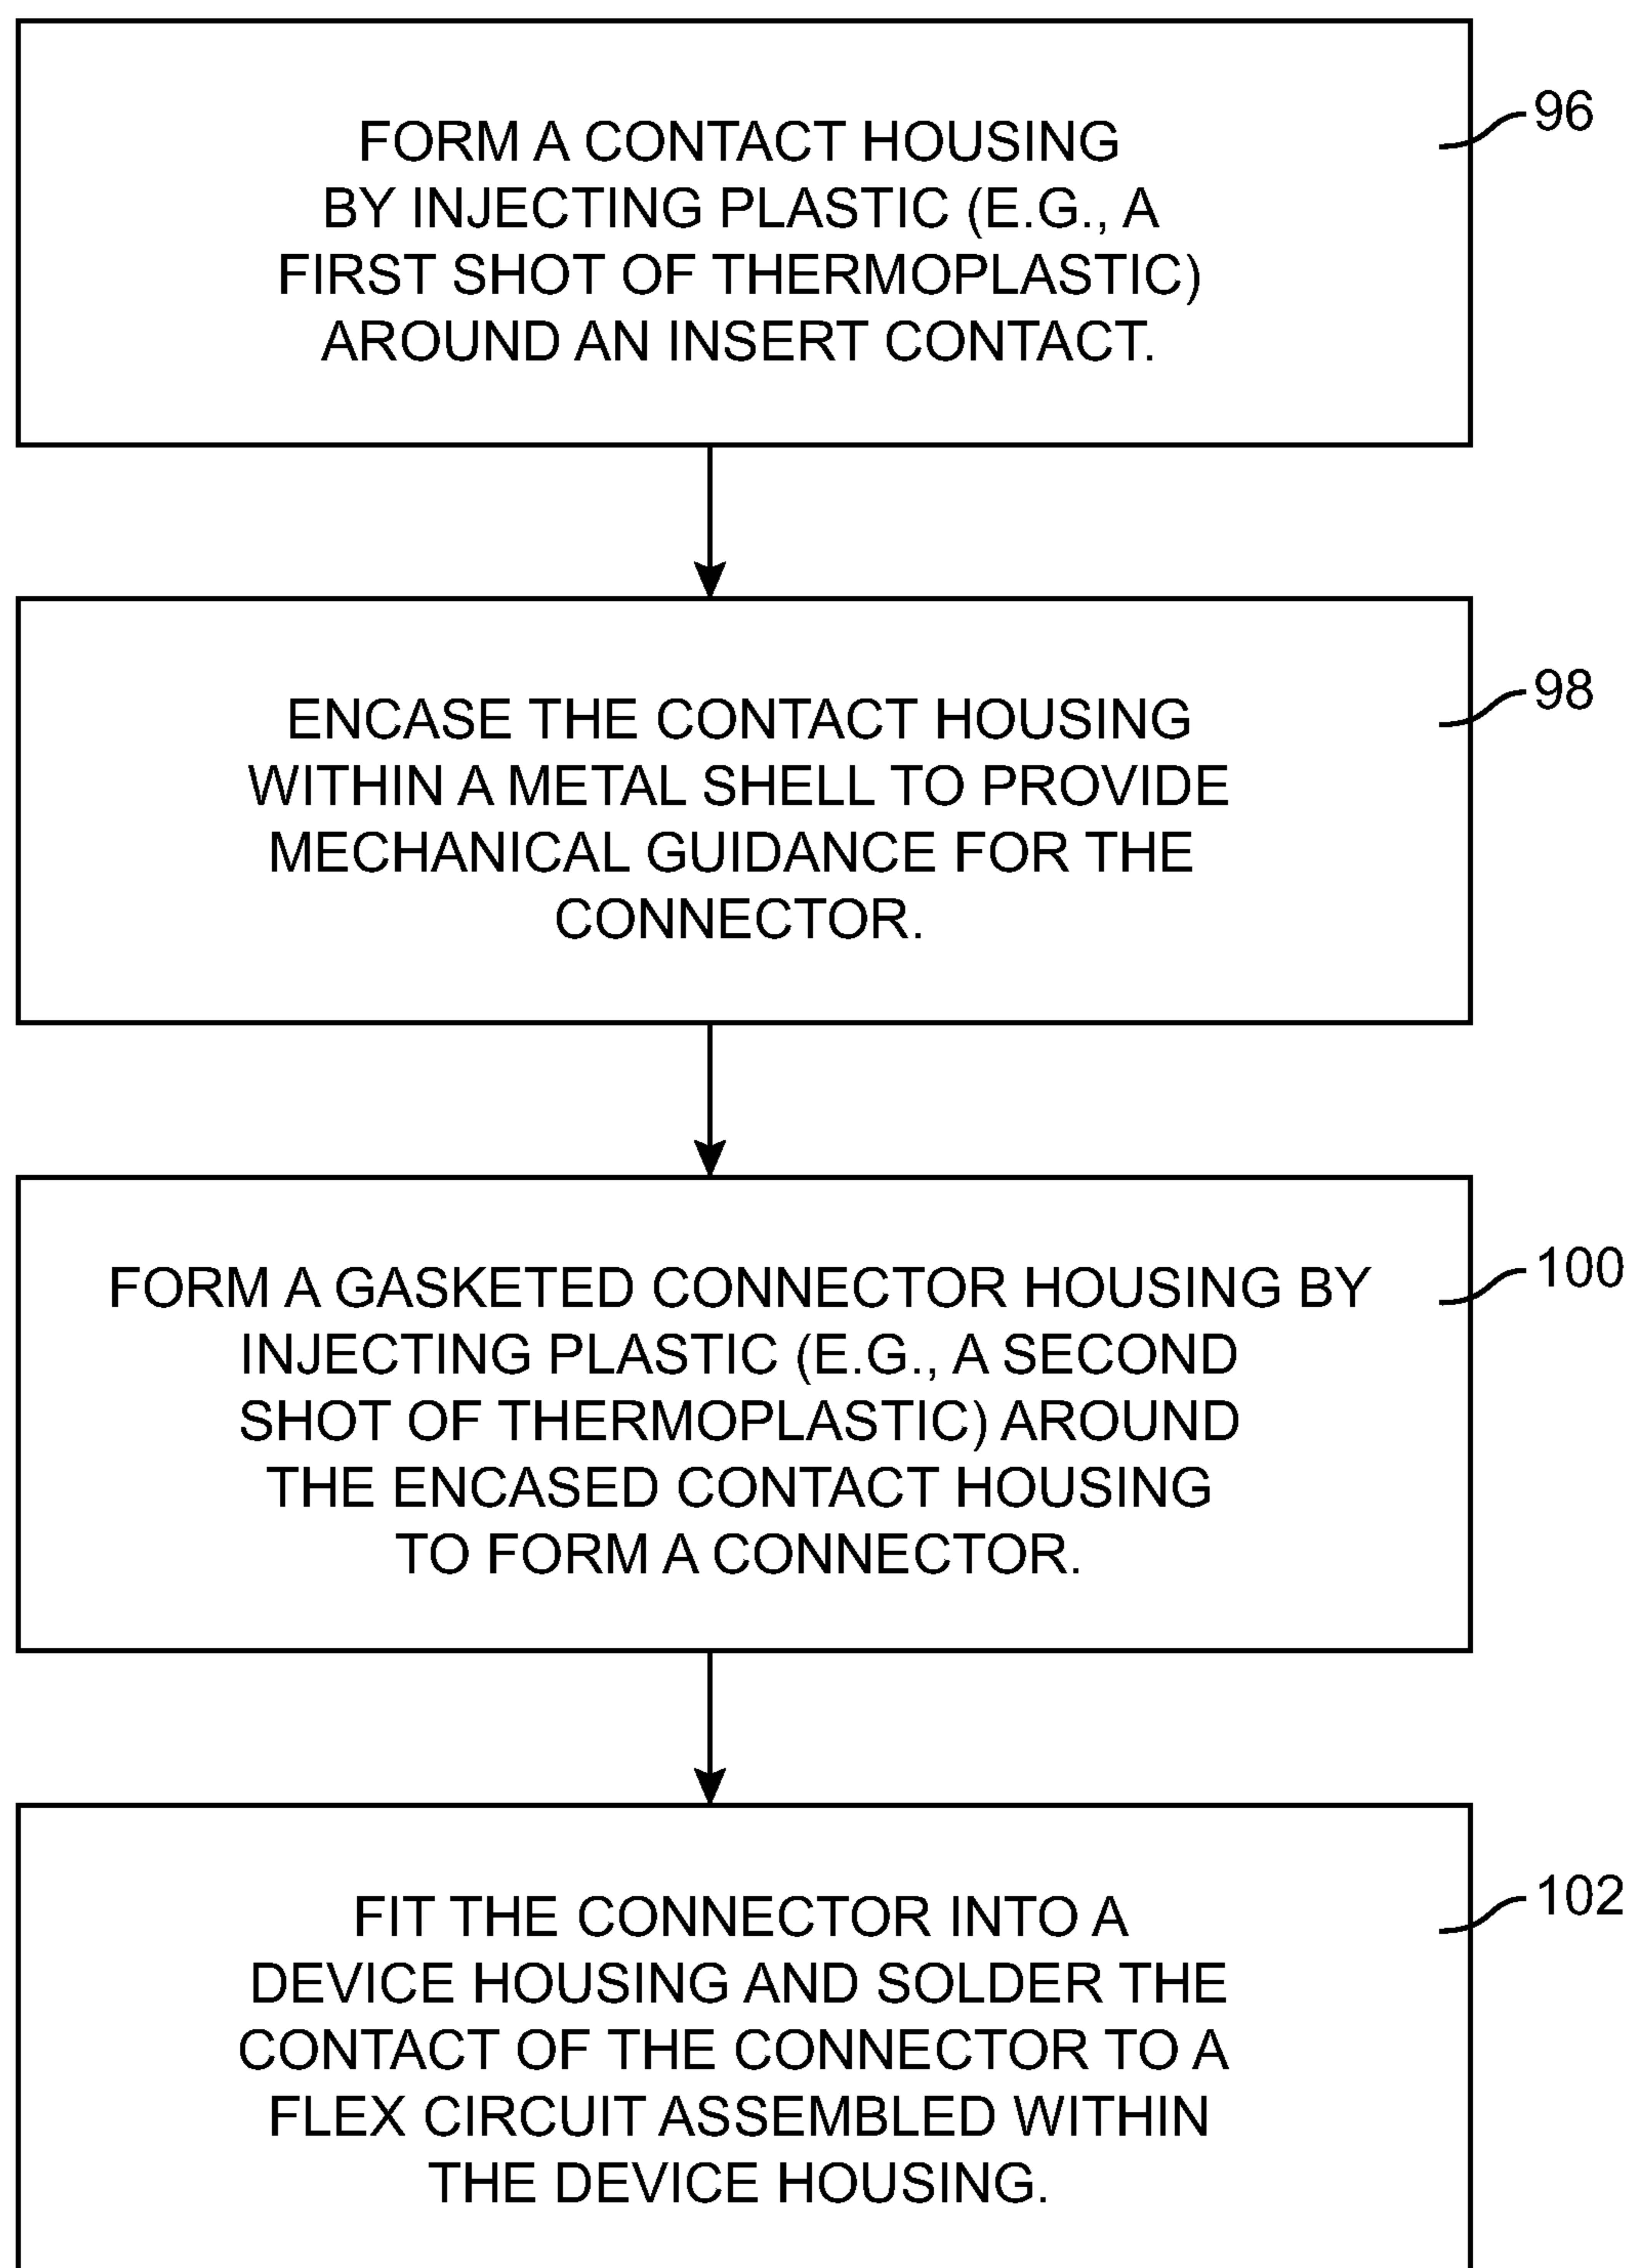 FORM A CONTACT HOUSING
BY INJECTING PLASTIC (E.G., A
FIRST SHOT OF THERMOPLASTIC)
AROUND AN INSERT CONTACT.
96
ENCASE THE CONTACT HOUSING
WITHIN A METAL SHELL TO PROVIDE
MECHANICAL GUIDANCE FOR THE
CONNECTOR.
98
FORM A GASKETED CONNECTOR HOUSING BY
INJECTING PLASTIC (E.G., A SECOND
SHOT OF THERMOPLASTIC) AROUND
THE ENCASED CONTACT HOUSING
TO FORM A CONNECTOR.
100
FIT THE CONNECTOR INTO A
DEVICE HOUSING AND SOLDER THE
CONTACT OF THE CONNECTOR TO A
FLEX CIRCUIT ASSEMBLED WITHIN
THE DEVICE HOUSING.
102